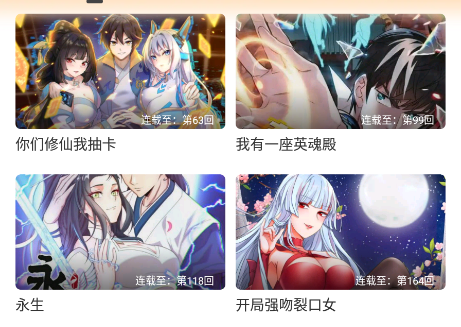 连载至：第63回
连载至：第99回
你们修仙我抽卡
我有一座英魂殿
永
连载至：第118回
连载至：第164回
永生
开局强吻裂口女